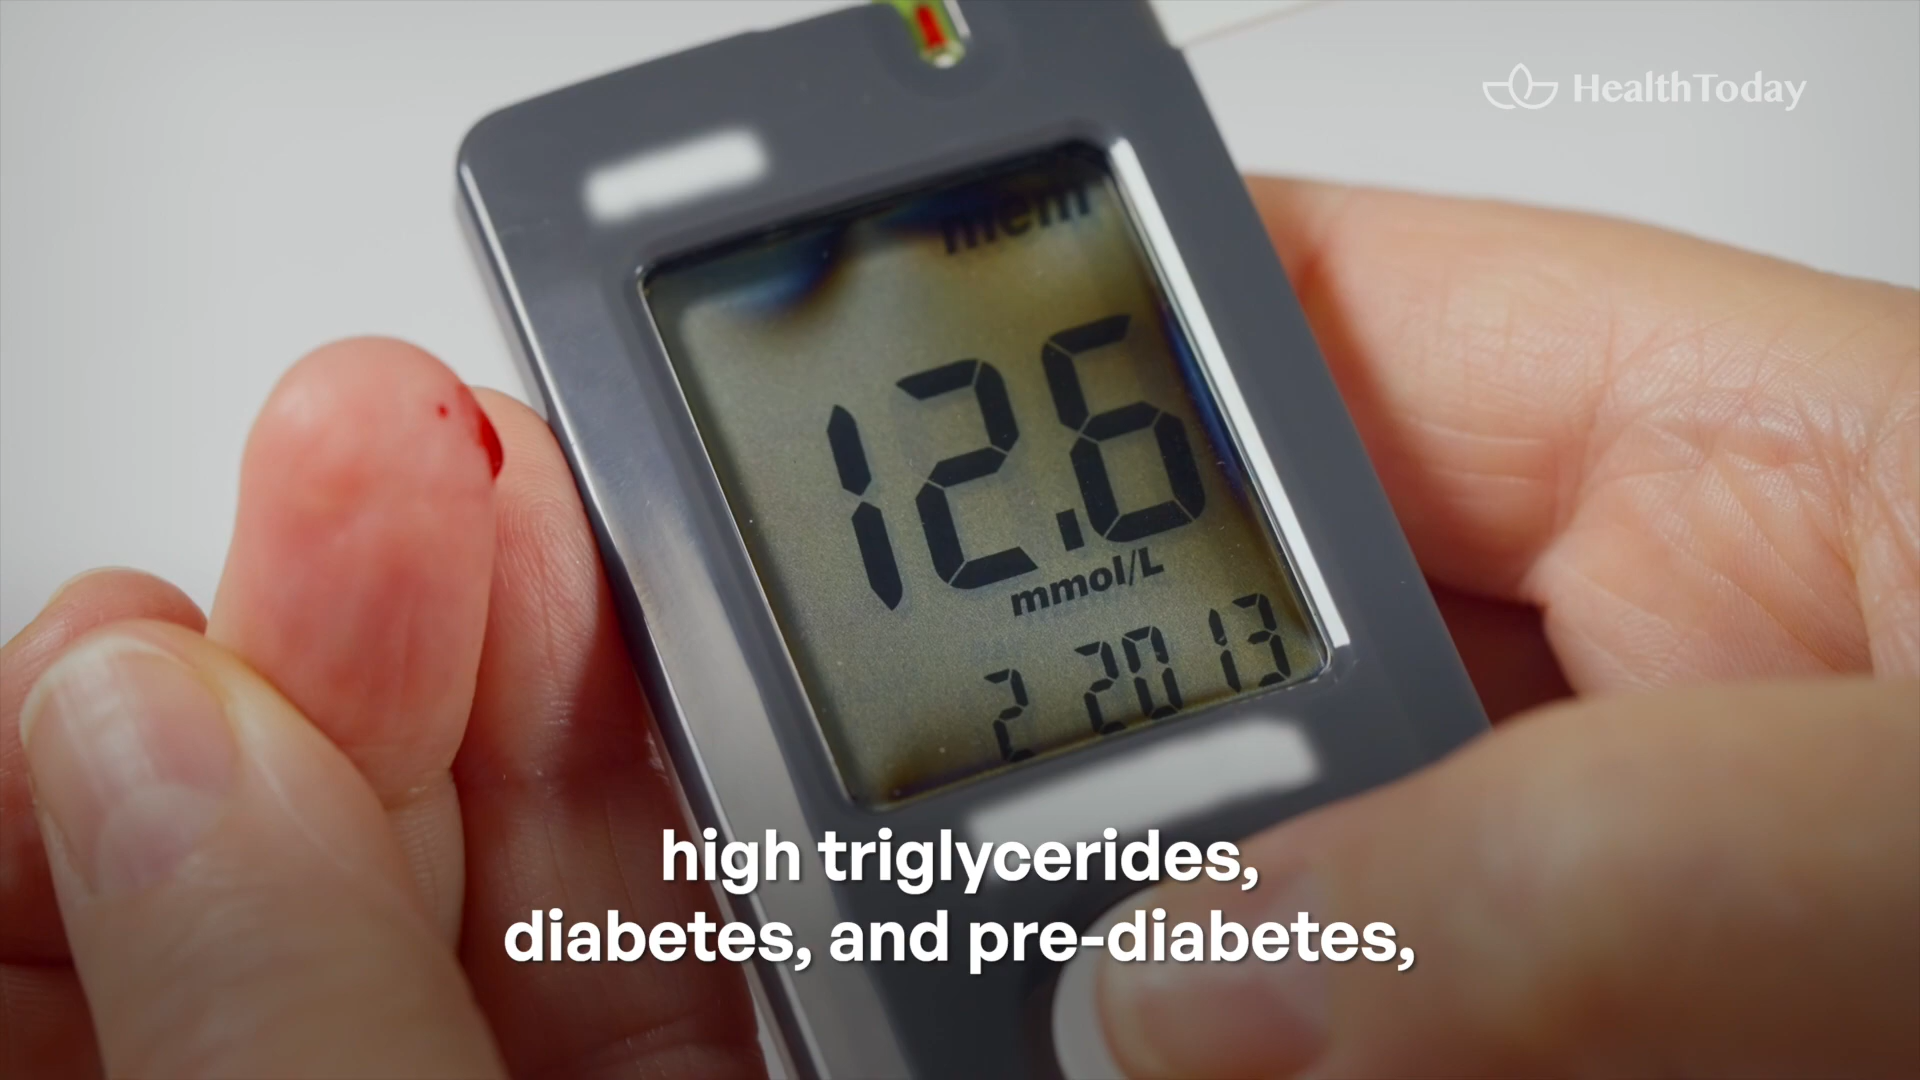 HealthToday
mem
12.6
mmol/L
2 20 13
high triglycerides,
diabetes, and pre-diabetes,